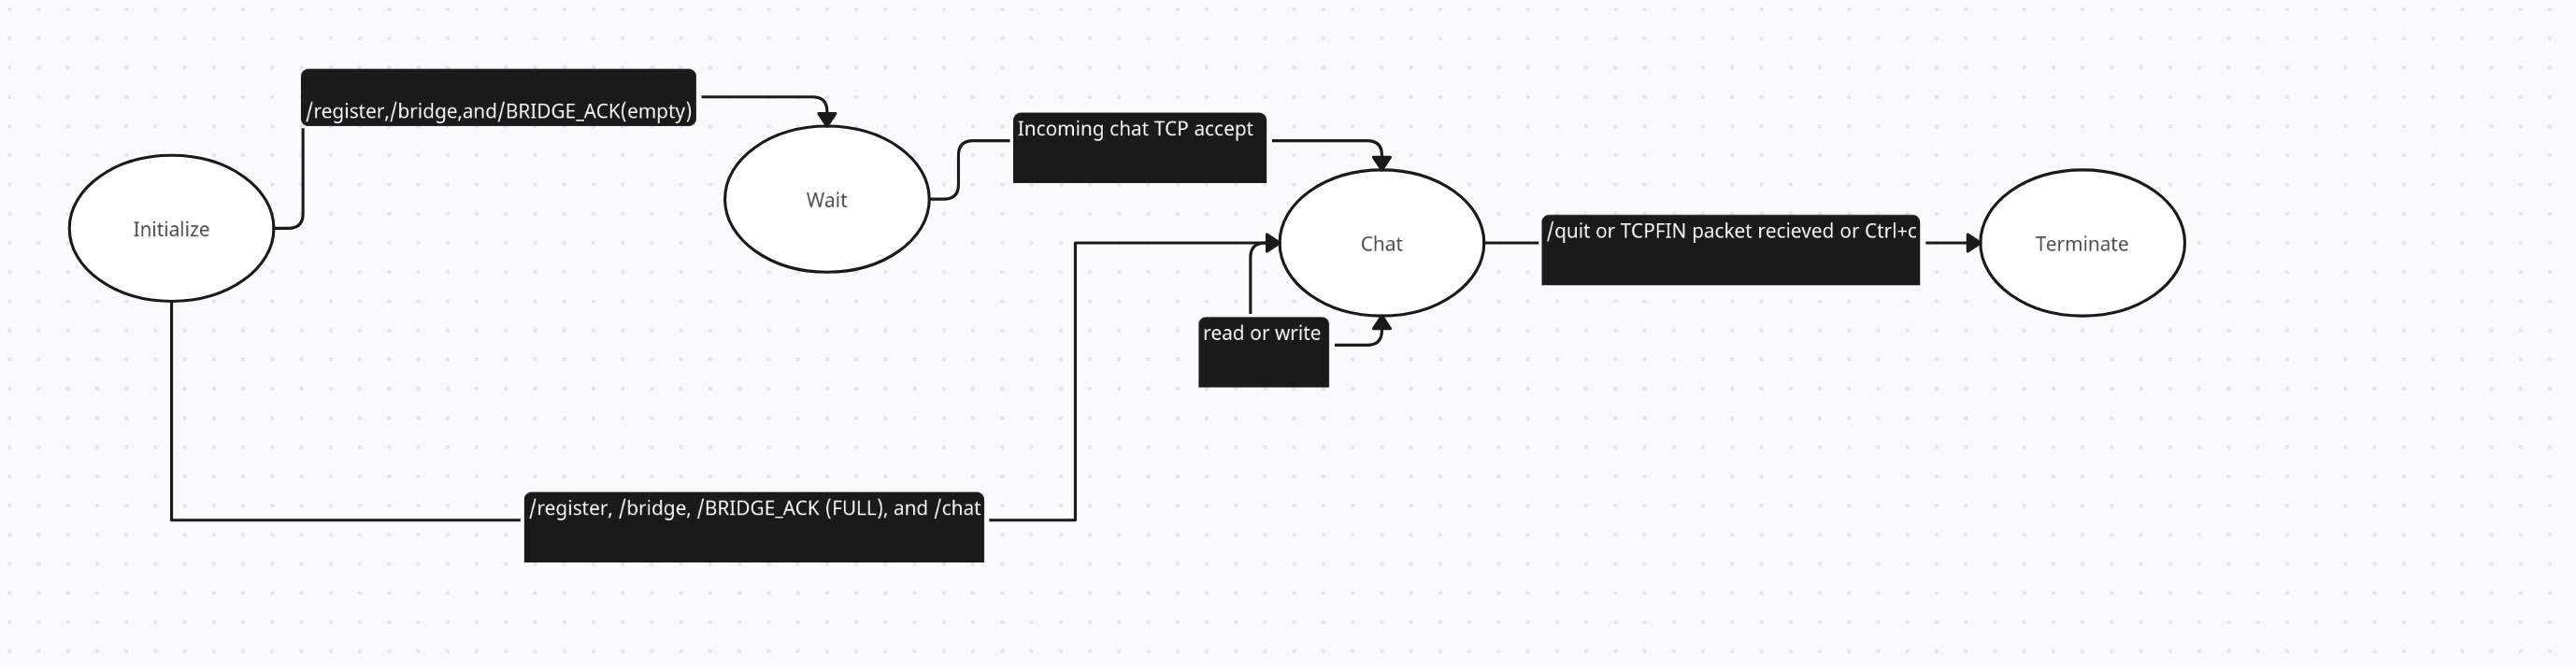 /register,/bridge,and/BRIDGE_ACK(empty)
Initialize
Wait
Incoming chat TCP accept
Chat
/quit or TCPFIN packet recieved or Ctrl+c
Terminate
read or write
/register, /bridge, /BRIDGE_ACK (FULL), and /chat